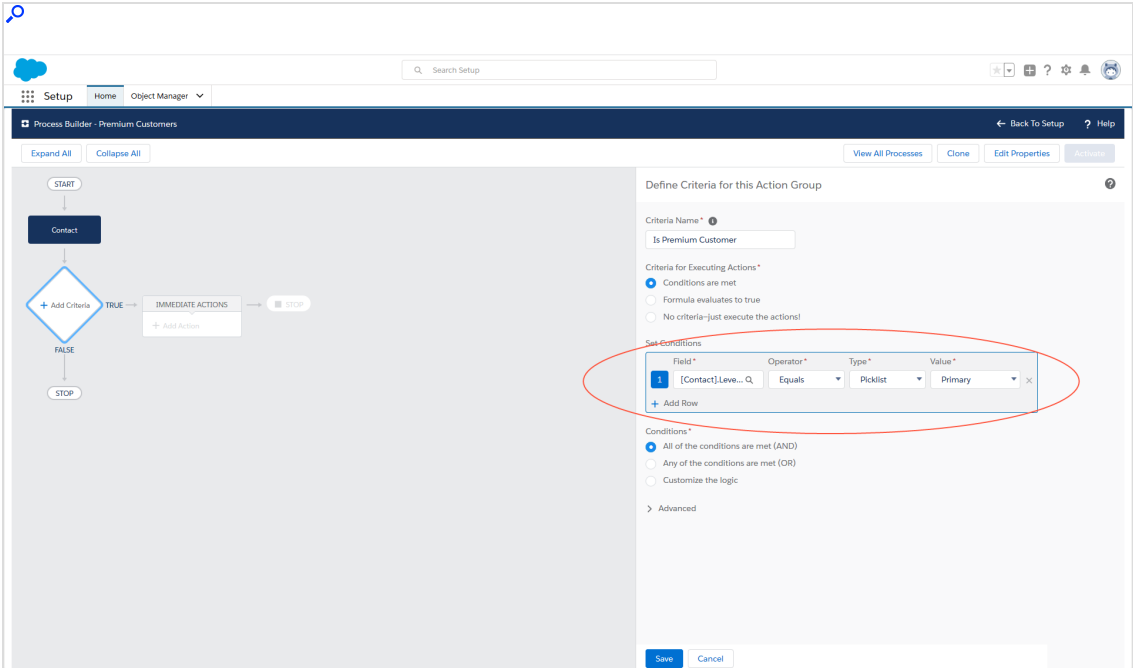 Search Setup
Setup Home Object Manager
Process Builder - Premium Customers Back To Setup ? Help
Expand All Collapse All View All Processes Clone Edit Properties Activate
START
Contact
+ Add Criteria
TRUE
IMMEDIATE ACTIONS
+ Add Action
STOP
FALSE
STOP
Define Criteria for this Action Group
Criteria Name*
Is Premium Customer
Criteria for Executing Actions*
Conditions are met
Formula evaluates to true
No criteria–just execute the actions!
Set Conditions
Field* Operator* Type* Value*
1 [Contact].Leve... Equals Picklist Primary
+ Add Row
Conditions*
All of the conditions are met (AND)
Any of the conditions are met (OR)
Customize the logic
Advanced
Save Cancel